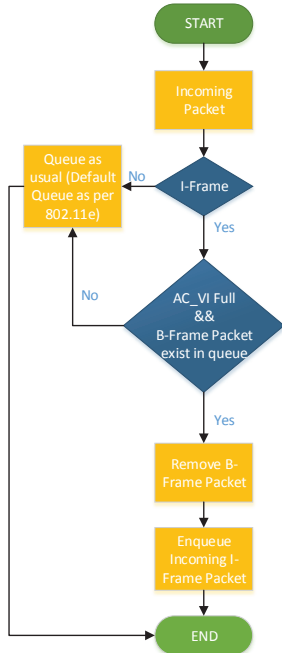 START
Incoming
Packet
I-Frame
No
Queue as
usual (Default
Queue as per
802.11e)
Yes
AC_VI Full
&&
B-Frame Packet
exist in queue
No
Yes
Remove B-
Frame Packet
Enqueue
Incoming I-
Frame Packet
END